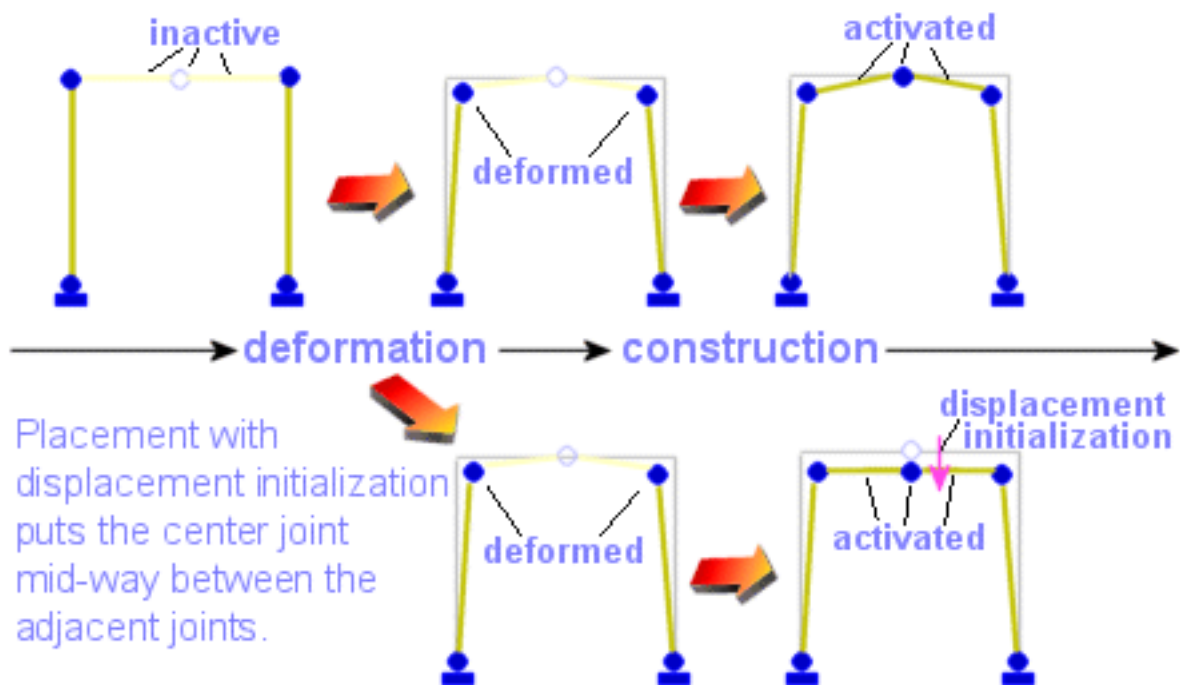 inactive
activated
deformed
deformation
construction
displacement
initialization
Placement with
displacement initialization
puts the center joint
mid-way between the
adjacent joints.
deformed
activated